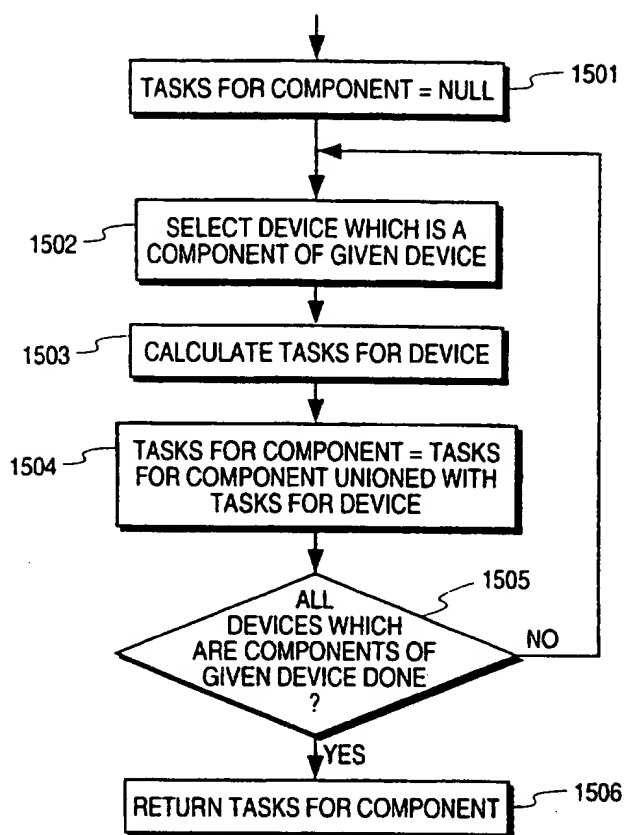 TASKS FOR COMPONENT = NULL
1501
SELECT DEVICE WHICH IS A
COMPONENT OF GIVEN DEVICE
1502
CALCULATE TASKS FOR DEVICE
1503
TASKS FOR COMPONENT = TASKS
FOR COMPONENT UNIONED WITH
TASKS FOR DEVICE
1504
1505
ALL
DEVICES WHICH
ARE COMPONENTS OF
GIVEN DEVICE DONE
?
NO
YES
RETURN TASKS FOR COMPONENT
1506